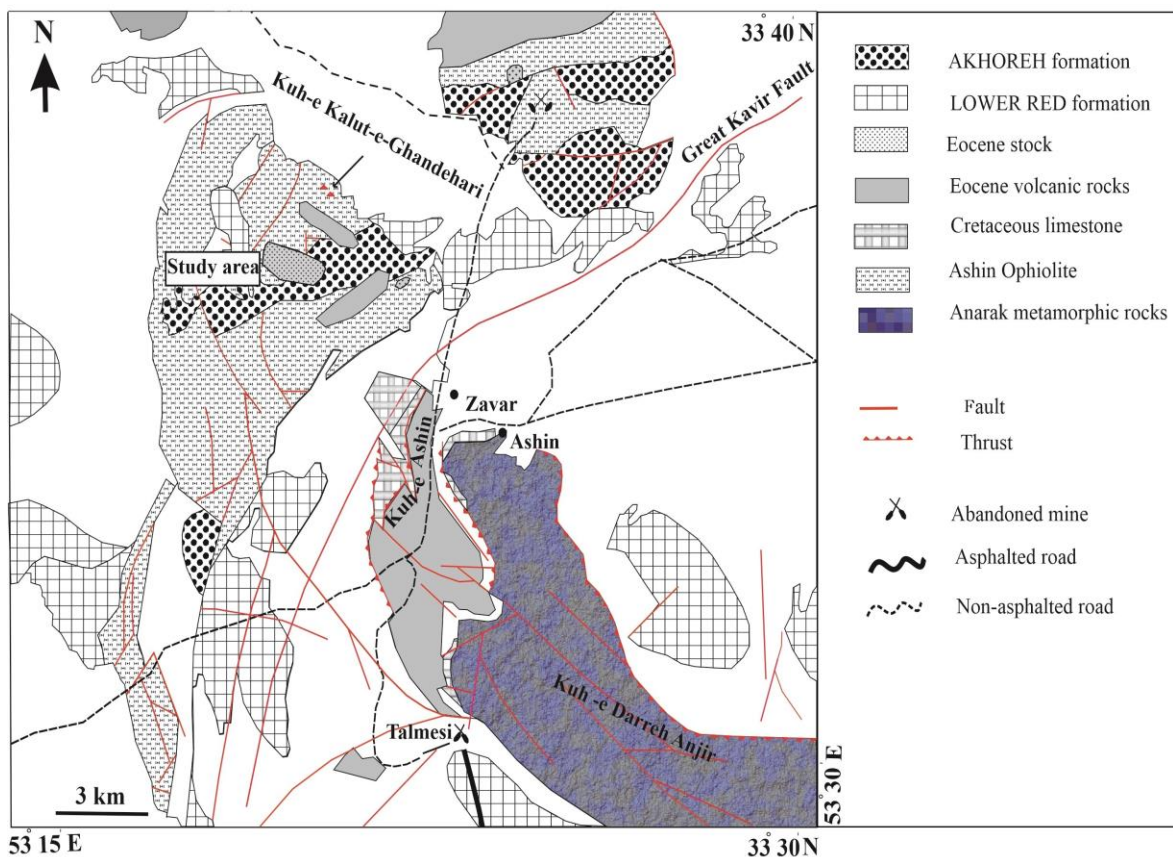 N
33° 40 N
Kuh-e Kalut-e-Ghandehari
Great Kavir Fault
Study area
Zavar
Ashin
Kuh-e Ashin
Kuh -e Darreh Anjir
Talmesi
3 km
53° 15 E
33° 30 N
53° 30 E
AKHOREH formation
LOWER RED formation
Eocene stock
Eocene volcanic rocks
Cretaceous limestone
Ashin Ophiolite
Anarak metamorphic rocks
Fault
Thrust
Abandoned mine
Asphalted road
Non-asphalted road